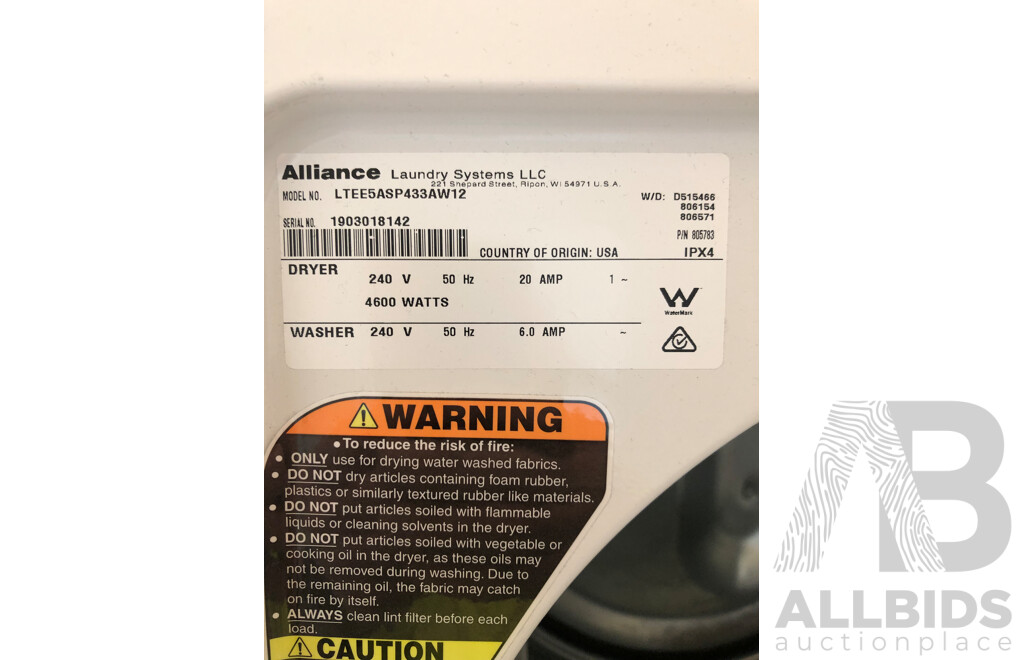 Alliance Laundry Systems LLC
221 Shepard Street, Ripon, WI 54971 U.S.A.
MODEL NO. LTEE5ASP433AW12
W/D: D515466
806154
806571
SERIAL NO. 1903018142
P/N 805783
COUNTRY OF ORIGIN: USA IPX4
DRYER
240 V 50 Hz 20 AMP 1 ~
4600 WATTS
WaterMark
WASHER 240 V 50 Hz 6.0 AMP ~
⚠ WARNING
• To reduce the risk of fire:
• ONLY use for drying water washed fabrics.
• DO NOT dry articles containing foam rubber,
plastics or similarly textured rubber like materials.
• DO NOT put articles soiled with flammable
liquids or cleaning solvents in the dryer.
• DO NOT put articles soiled with vegetable or
cooking oil in the dryer, as these oils may
not be removed during washing. Due to
the remaining oil, the fabric may catch
on fire by itself.
• ALWAYS clean lint filter before each
load.
⚠ CAUTION
AB
ALLBIDS
auctionplace